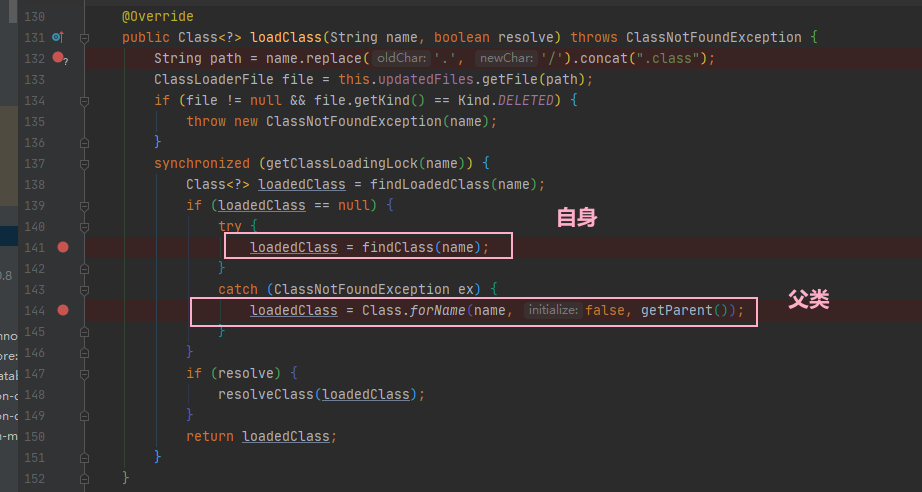 130 @Override
131 public Class<?> loadClass(String name, boolean resolve) throws ClassNotFoundException {
132 String path = name.replace( oldChar: '.', newChar: '/').concat(".class");
133 ClassLoaderFile file = this.updatedFiles.getFile(path);
134 if (file != null && file.getKind() == Kind.DELETED) {
135 throw new ClassNotFoundException(name);
136 }
137 synchronized (getClassLoadingLock(name)) {
138 Class<?> loadedClass = findLoadedClass(name);
139 if (loadedClass == null) {
140 try {
自身
141 loadedClass = findClass(name);
142 }
0.8
143 catch (ClassNotFoundException ex) {
父类
144 loadedClass = Class.forName(name, initialize: false, getParent());
nno
145 }
ore:
146 }
atab
147 if (resolve) {
on-c
148 resolveClass(loadedClass);
on-c
149 }
n-m
150 return loadedClass;
151 }
152 }